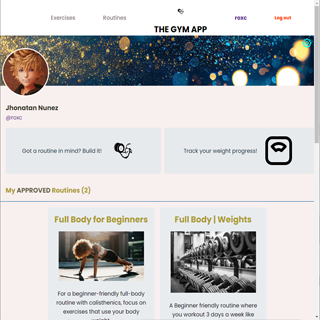 Exercises
Routines
THE GYM APP
roxc
Log out
Jhonatan Nunez
@roxc
Got a routine in mind? Build it!
Track your weight progress!
My APPROVED Routines (2)
Full Body for Beginners
For a beginner-friendly full-body
routine with calisthenics, focus on
exercises that use your body
Full Body | Weights
A Beginner friendly routine where
you workout 3 days a week like